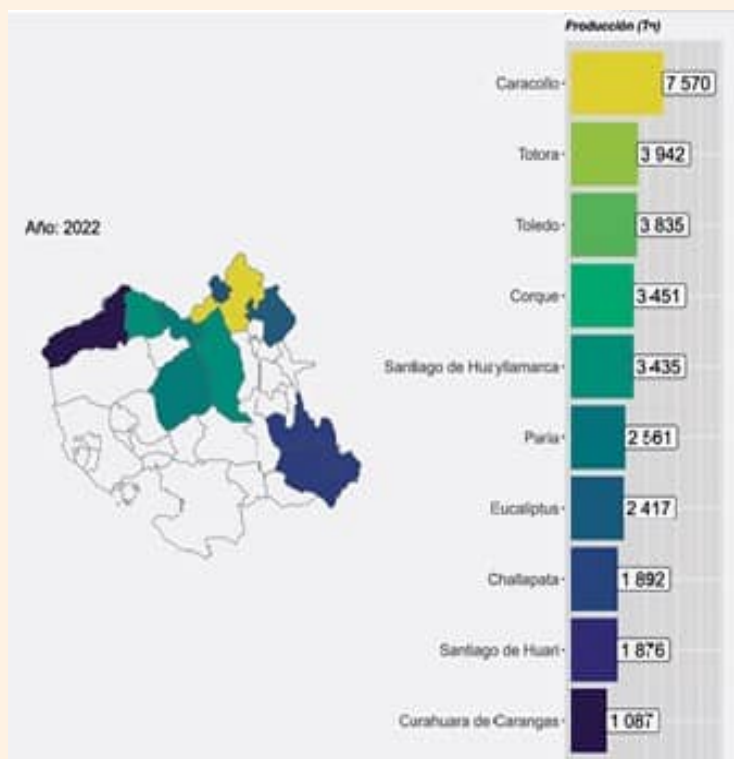 Producción (Tn)
Caracollo 7 570
Totora 3 942
Toledo 3 835
Año: 2022
Corque 3 451
Santiago de Huayllamarca 3 435
Paria 2 561
Eucaliptus 2 417
Challapata 1 892
Santiago de Huari 1 876
Curahuara de Carangas 1 087